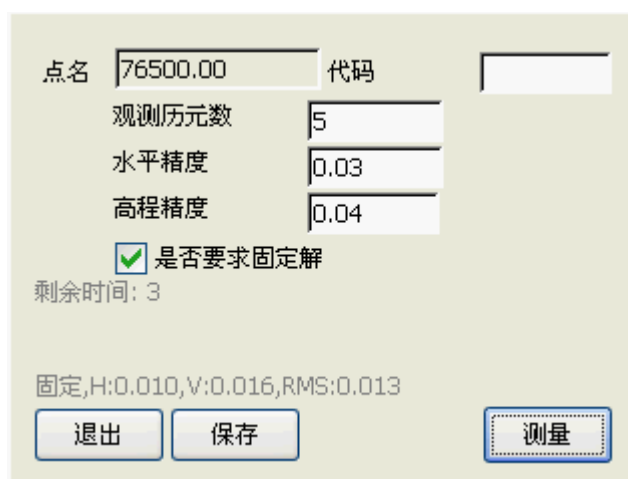 点名 76500.00 代码
观测历元数 5
水平精度 0.03
高程精度 0.04
是否要求固定解
剩余时间: 3
固定,H:0.010,V:0.016,RMS:0.013
退出 保存 测量